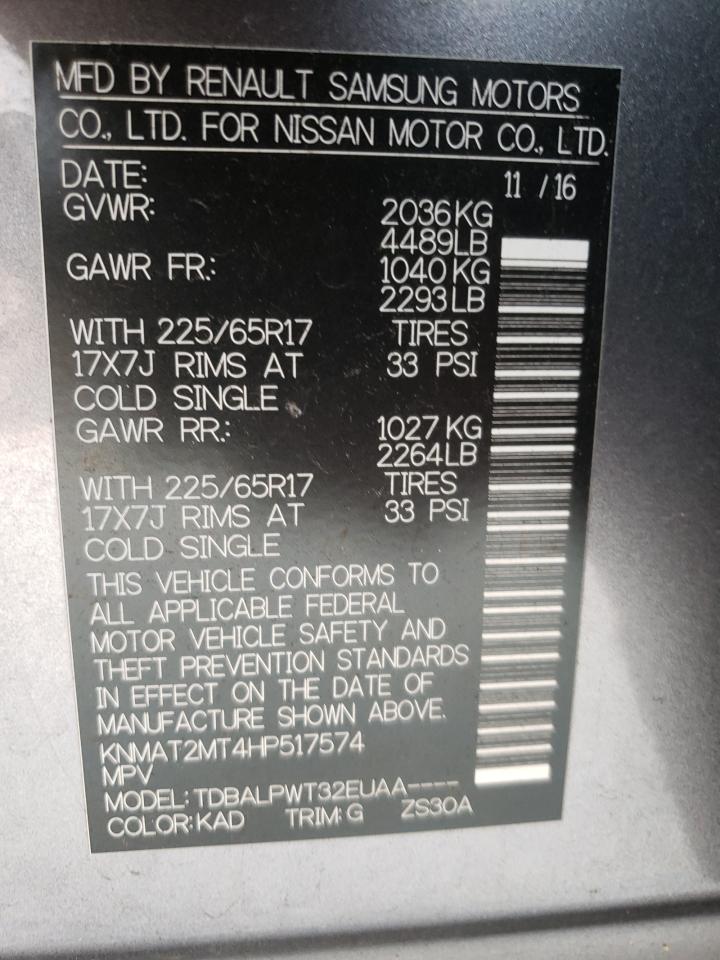 MFD BY RENAULT SAMSUNG MOTORS
CO., LTD. FOR NISSAN MOTOR CO., LTD.
DATE: 11 /16
GVWR: 2036KG
4489LB
GAWR FR.: 1040KG
2293LB
WITH 225/65R17 TIRES
17X7J RIMS AT 33 PSI
COLD SINGLE
GAWR RR.: 1027KG
2264LB
WITH 225/65R17 TIRES
17X7J RIMS AT 33 PSI
COLD SINGLE
THIS VEHICLE CONFORMS TO
ALL APPLICABLE FEDERAL
MOTOR VEHICLE SAFETY AND
THEFT PREVENTION STANDARDS
IN EFFECT ON THE DATE OF
MANUFACTURE SHOWN ABOVE.
KNMAT2MT4HP517574
MPV
MODEL: TDBALPWT32EUAA----
COLOR:KAD TRIM:G ZS30A